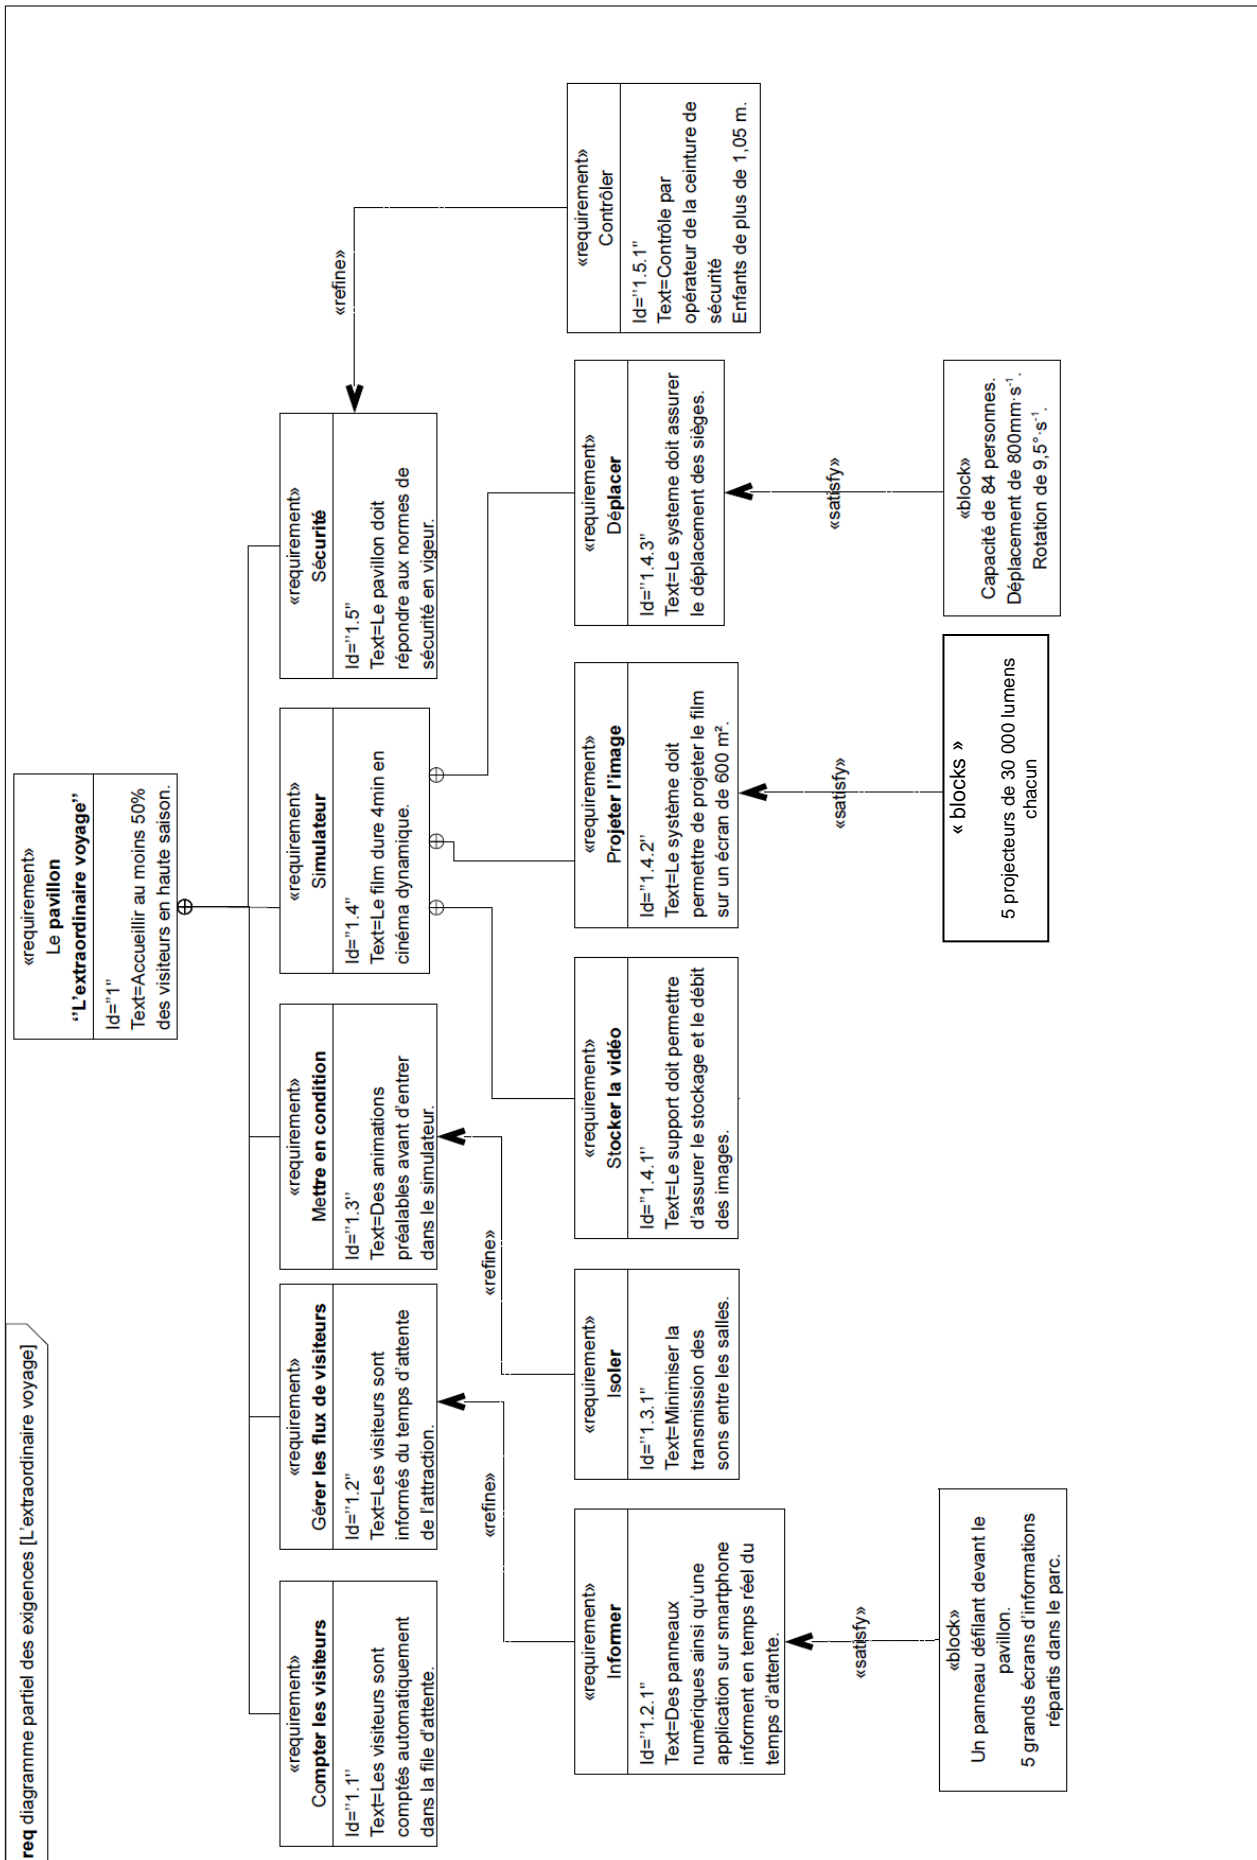 req diagramme partiel des exigences [L'extraordinaire voyage]
«requirement»
Le pavillon
“L’extraordinaire voyage”
Id="1"
Text=Accueillir au moins 50%
des visiteurs en haute saison.
«requirement»
Compter les visiteurs
Id="1.1"
Text=Les visiteurs sont
comptés automatiquement
dans la file d'attente.
«requirement»
Gérer les flux de visiteurs
Id="1.2"
Text=Les visiteurs sont
informés du temps d'attente
de l'attraction.
«requirement»
Mettre en condition
Id="1.3"
Text=Des animations
préalables avant d'entrer
dans le simulateur.
«requirement»
Simulateur
Id="1.4"
Text=Le film dure 4min en
cinéma dynamique.
«requirement»
Sécurité
Id="1.5"
Text=Le pavillon doit
répondre aux normes de
sécurité en vigeur.
«refine»
«refine»
«refine»
«requirement»
Informer
Id="1.2.1"
Text=Des panneaux
numériques ainsi qu'une
application sur smartphone
informent en temps réel du
temps d'attente.
«requirement»
Isoler
Id="1.3.1"
Text=Minimiser la
transmission des
sons entre les salles.
«requirement»
Stocker la vidéo
Id="1.4.1"
Text=Le support doit permettre
d'assurer le stockage et le débit
des images.
«requirement»
Projeter l'image
Id="1.4.2"
Text=Le système doit
permettre de projeter le film
sur un écran de 600 m².
«requirement»
Déplacer
Id="1.4.3"
Text=Le systeme doit assurer
le déplacement des sièges.
«requirement»
Contrôler
Id="1.5.1"
Text=Contrôle par
opérateur de la ceinture de
sécurité
Enfants de plus de 1,05 m.
«satisfy»
«satisfy»
«satisfy»
«block»
Un panneau défilant devant le
pavillon.
5 grands écrans d'informations
répartis dans le parc.
« blocks »
5 projecteurs de 30 000 lumens
chacun
«block»
Capacité de 84 personnes.
Déplacement de 800mm·s⁻¹.
Rotation de 9,5°·s⁻¹.